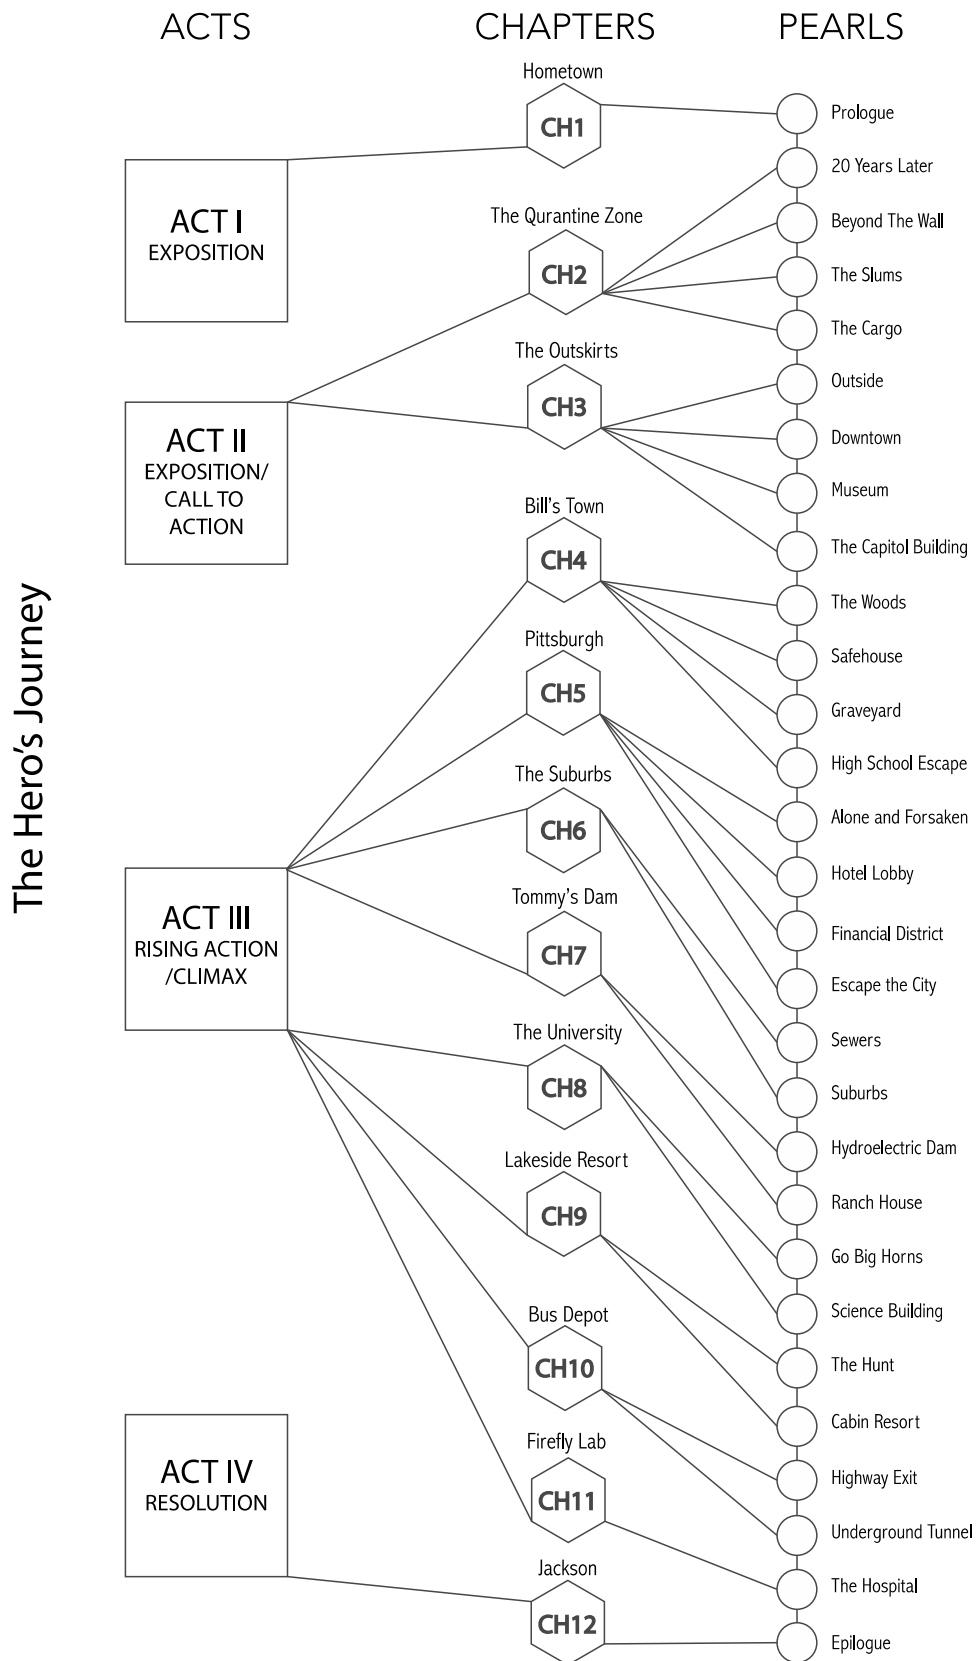 ACTS
CHAPTERS
PEARLS
The Hero's Journey
ACT I
EXPOSITION
ACT II
EXPOSITION/
CALL TO
ACTION
ACT III
RISING ACTION
/CLIMAX
ACT IV
RESOLUTION
Hometown
CH1
The Qurantine Zone
CH2
The Outskirts
CH3
Bill's Town
CH4
Pittsburgh
CH5
The Suburbs
CH6
Tommy's Dam
CH7
The University
CH8
Lakeside Resort
CH9
Bus Depot
CH10
Firefly Lab
CH11
Jackson
CH12
Prologue
20 Years Later
Beyond The Wall
The Slums
The Cargo
Outside
Downtown
Museum
The Capitol Building
The Woods
Safehouse
Graveyard
High School Escape
Alone and Forsaken
Hotel Lobby
Financial District
Escape the City
Sewers
Suburbs
Hydroelectric Dam
Ranch House
Go Big Horns
Science Building
The Hunt
Cabin Resort
Highway Exit
Underground Tunnel
The Hospital
Epilogue